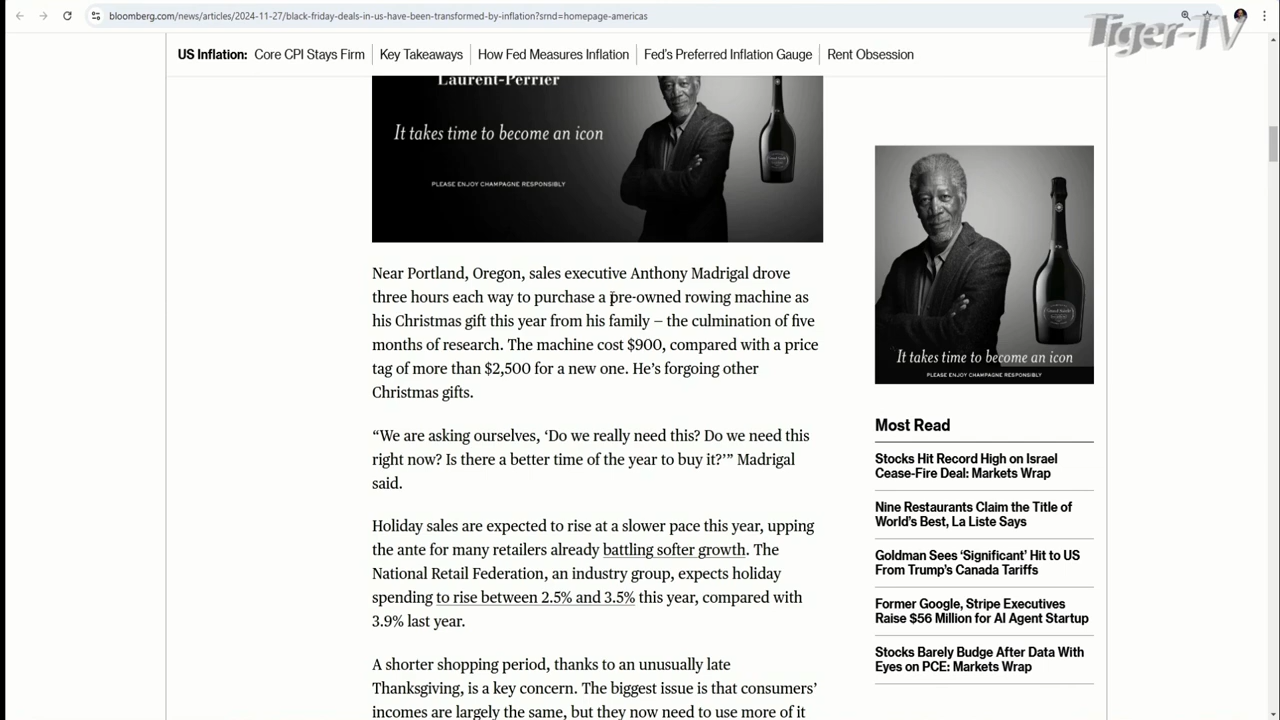 bloomberg.com/news/articles/2024-11-27/black-friday-deals-in-us-have-been-transformed-by-inflation?srnd=homepage-americas
Tiger-TV
US Inflation: Core CPI Stays Firm | Key Takeaways | How Fed Measures Inflation | Fed's Preferred Inflation Gauge | Rent Obsession
Laurent-Perrier
It takes time to become an icon
PLEASE ENJOY CHAMPAGNE RESPONSIBLY
Near Portland, Oregon, sales executive Anthony Madrigal drove
three hours each way to purchase a pre-owned rowing machine as
his Christmas gift this year from his family – the culmination of five
months of research. The machine cost $900, compared with a price
tag of more than $2,500 for a new one. He's forgoing other
Christmas gifts.
“We are asking ourselves, ‘Do we really need this? Do we need this
right now? Is there a better time of the year to buy it?’” Madrigal
said.
Holiday sales are expected to rise at a slower pace this year, upping
the ante for many retailers already battling softer growth. The
National Retail Federation, an industry group, expects holiday
spending to rise between 2.5% and 3.5% this year, compared with
3.9% last year.
A shorter shopping period, thanks to an unusually late
Thanksgiving, is a key concern. The biggest issue is that consumers’
incomes are largely the same, but they now need to use more of it
It takes time to become an icon
PLEASE ENJOY CHAMPAGNE RESPONSIBLY
Most Read
Stocks Hit Record High on Israel
Cease-Fire Deal: Markets Wrap
Nine Restaurants Claim the Title of
World's Best, La Liste Says
Goldman Sees ‘Significant’ Hit to US
From Trump's Canada Tariffs
Former Google, Stripe Executives
Raise $56 Million for AI Agent Startup
Stocks Barely Budge After Data With
Eyes on PCE: Markets Wrap